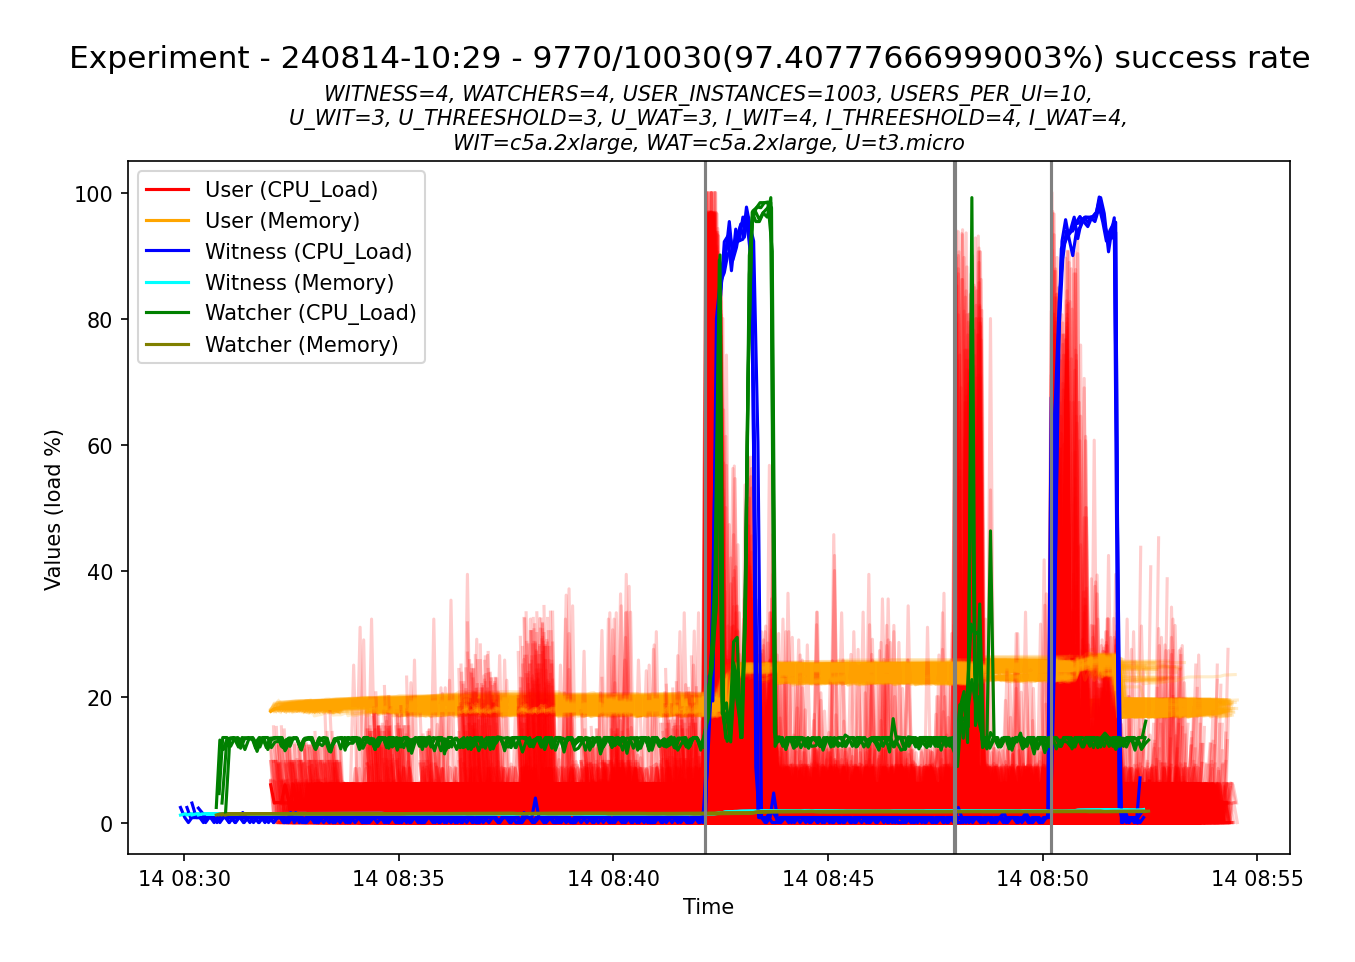 Experiment - 240814-10:29 - 9770/10030(97.40777666999003%) success rate
WITNESS=4, WATCHERS=4, USER_INSTANCES=1003, USERS_PER_UI=10,
U_WIT=3, U_THREESHOLD=3, U_WAT=3, I_WIT=4, I_THREESHOLD=4, I_WAT=4,
WIT=c5a.2xlarge, WAT=c5a.2xlarge, U=t3.micro
User (CPU_Load)
User (Memory)
Witness (CPU_Load)
Witness (Memory)
Watcher (CPU_Load)
Watcher (Memory)
Values (load %)
100
80
60
40
20
0
14 08:30
14 08:35
14 08:40
14 08:45
14 08:50
14 08:55
Time